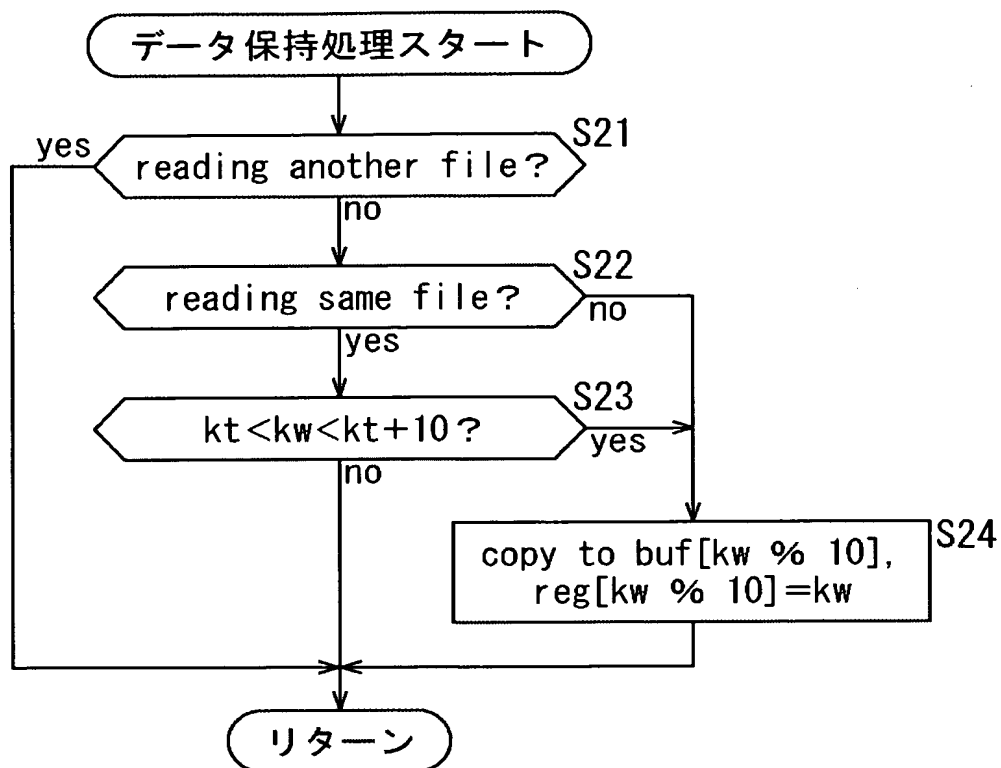 データ保持処理スタート
S21
yes
reading another file?
no
S22
reading same file?
no
yes
S23
kt<kw<kt+10?
yes
no
S24
copy to buf[kw % 10],
reg[kw % 10]=kw
リターン